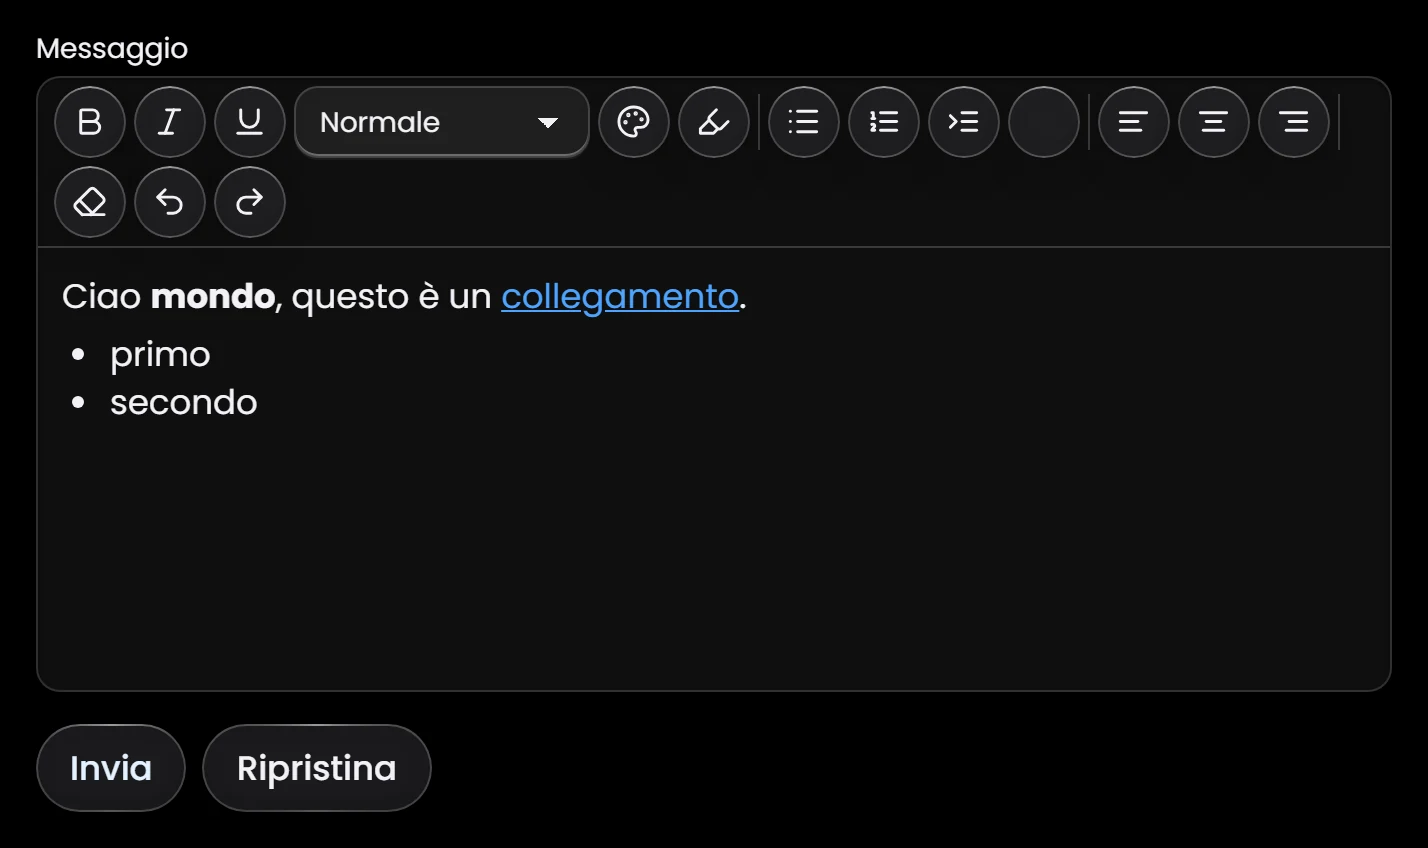 Messaggio
Normale
Ciao mondo, questo è un collegamento.
• primo
• secondo
Invia
Ripristina